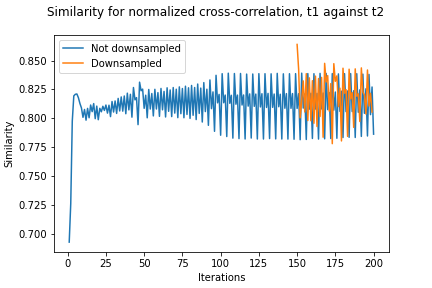 Similarity for normalized cross-correlation, t1 against t2
Not downsampled
Downsampled
0.850
0.825
0.800
0.775
0.750
0.725
0.700
Similarity
0 25 50 75 100 125 150 175 200
Iterations